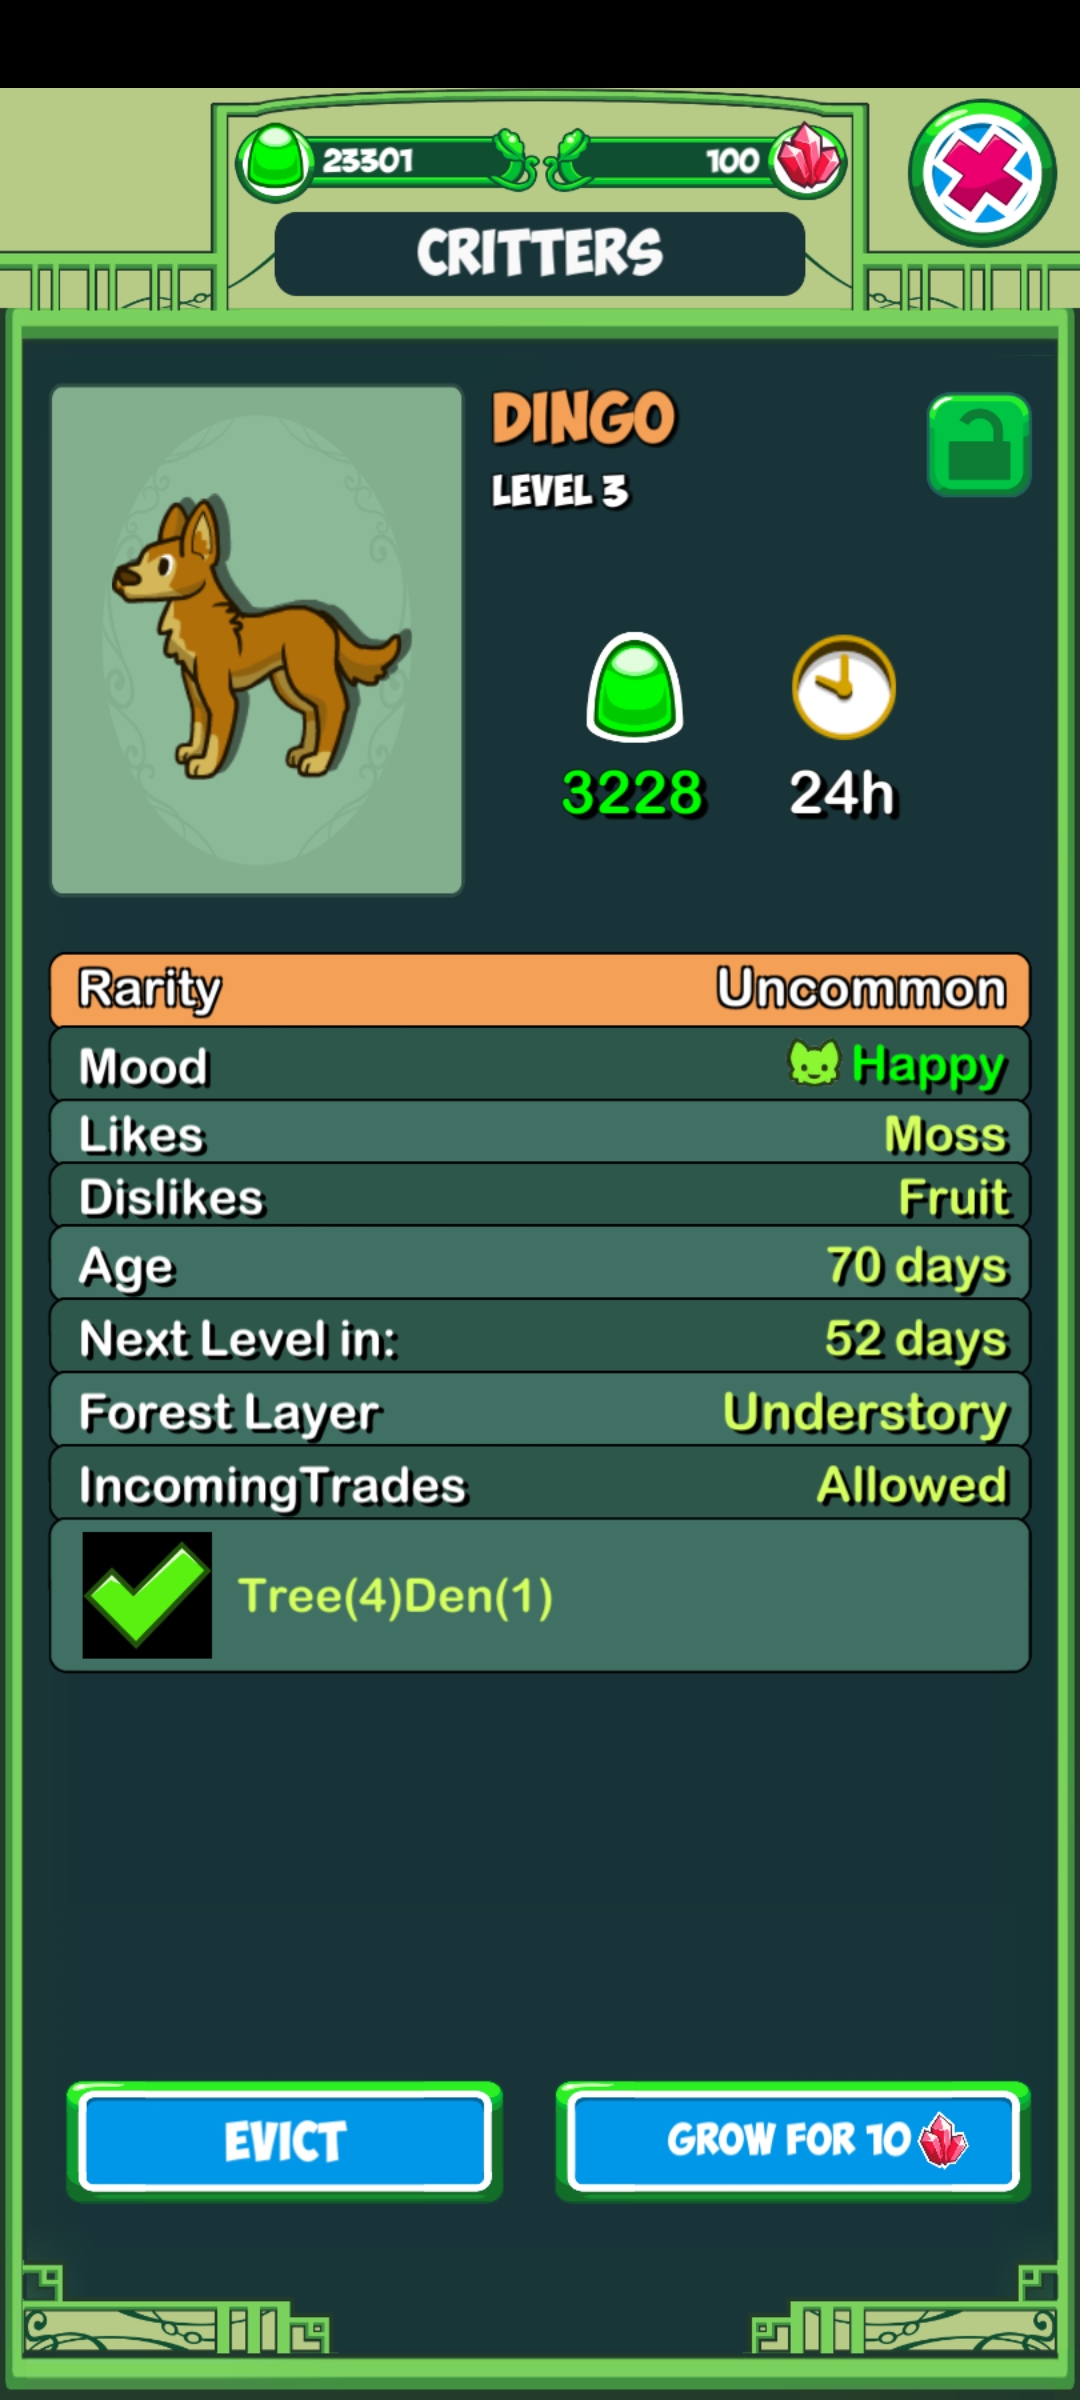 23301 100
CRITTERS
DINGO
LEVEL 3
3228 24h
Rarity Uncommon
Mood Happy
Likes Moss
Dislikes Fruit
Age 70 days
Next Level in: 52 days
Forest Layer Understory
IncomingTrades Allowed
Tree(4)Den(1)
EVICT GROW FOR 10